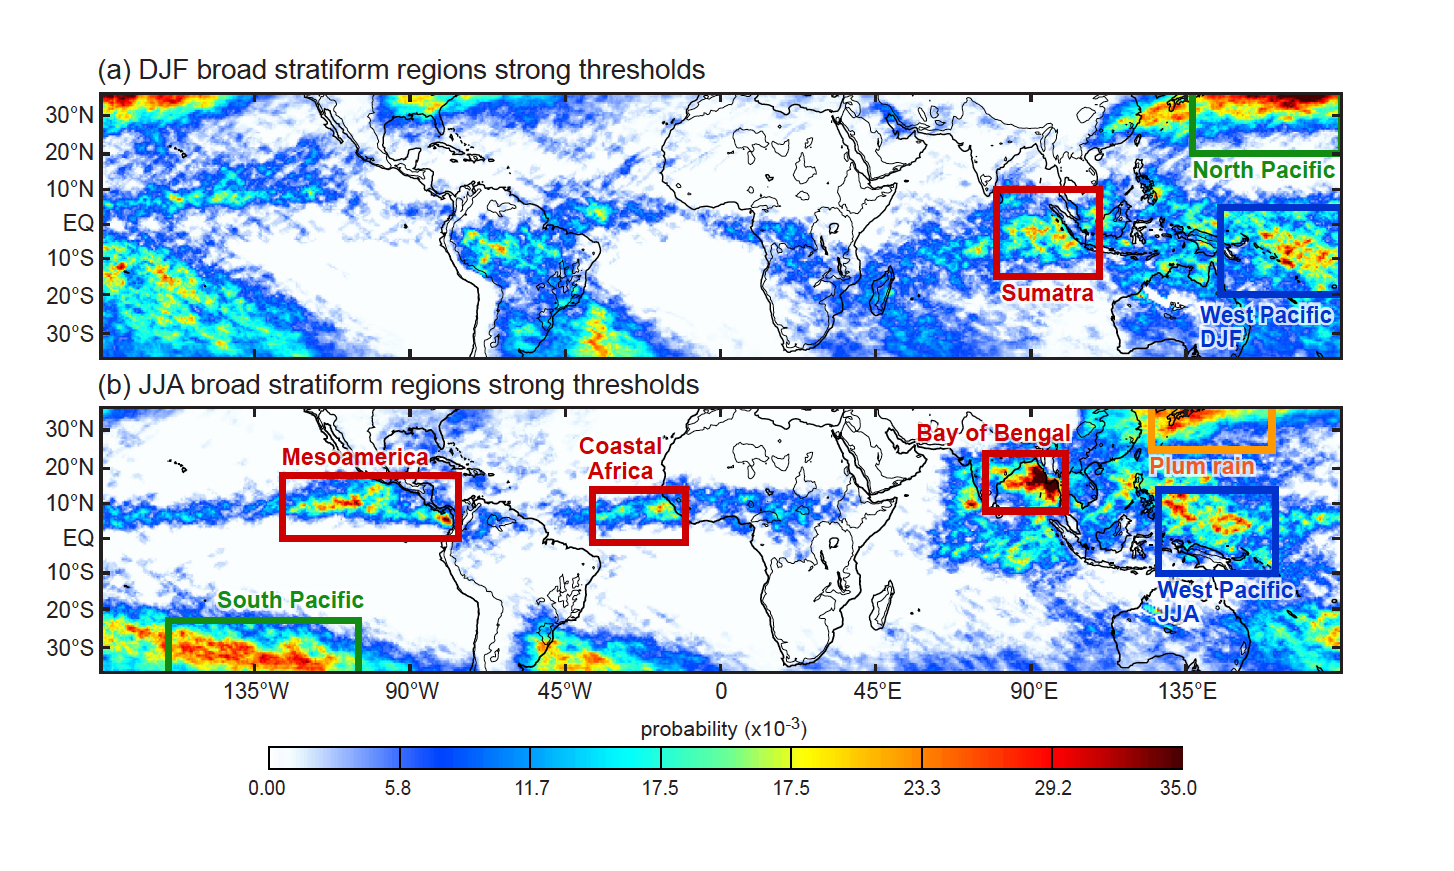 (a) DJF broad stratiform regions strong thresholds
30°N
20°N
10°N
EQ
10°S
20°S
30°S
North Pacific
Sumatra
West Pacific
DJF
(b) JJA broad stratiform regions strong thresholds
30°N
20°N
10°N
EQ
10°S
20°S
30°S
Mesoamerica
Coastal
Africa
Bay of Bengal
Plum rain
West Pacific
JJA
South Pacific
135°W 90°W 45°W 0 45°E 90°E 135°E
probability (x10-3)
0.00 5.8 11.7 17.5 17.5 23.3 29.2 35.0